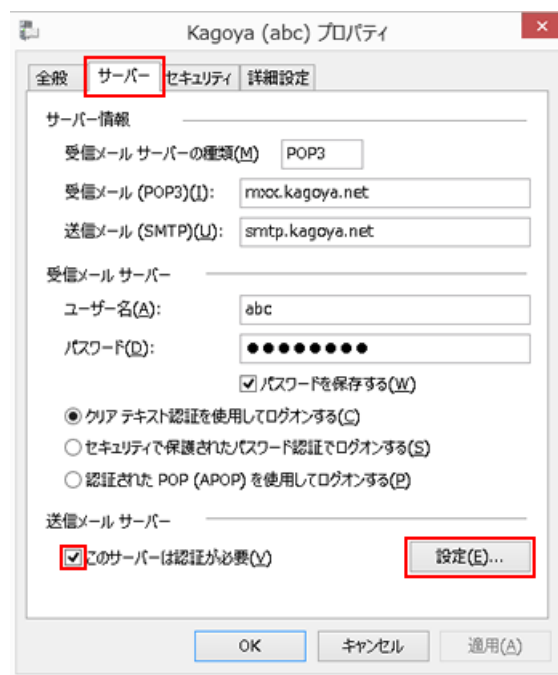 Kagoya (abc) プロパティ
全般 サーバー セキュリティ 詳細設定
サーバー情報
受信メール サーバーの種類(M) POP3
受信メール (POP3)(I): mxxx.kagoya.net
送信メール (SMTP)(U): smtp.kagoya.net
受信メール サーバー
ユーザー名(A): abc
パスワード(D): ●●●●●●●●
パスワードを保存する(W)
クリア テキスト認証を使用してログオンする(C)
セキュリティで保護されたパスワード認証でログオンする(S)
認証された POP (APOP) を使用してログオンする(P)
送信メール サーバー
このサーバーは認証が必要(V) 設定(E)...
OK キャンセル 適用(A)